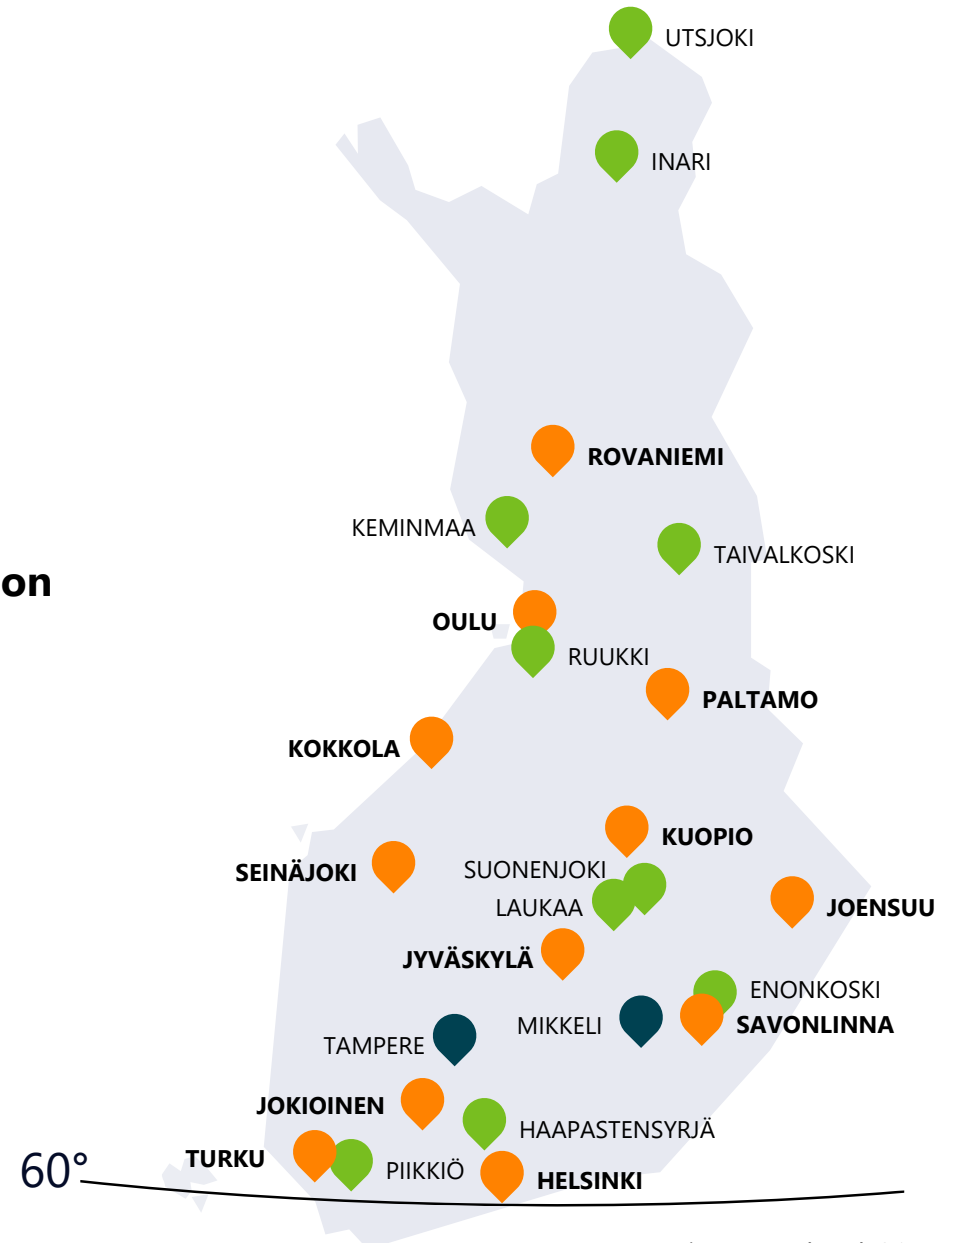 UTSJOKI
INARI
ROVANIEMI
KEMINMAA
TAIVALKOSKI
on
OULU
RUUKKI
PALTAMO
KOKKOLA
KUOPIO
SUONENJOKI
SEINÄJOKI
LAUKAA
JOENSUU
JYVÄSKYLÄ
ENONKOSKI
MIKKELI
SAVONLINNA
TAMPERE
JOKIOINEN
HAAPASTENSYRJÄ
TURKU
PIIKKIÖ
60°
HELSINKI